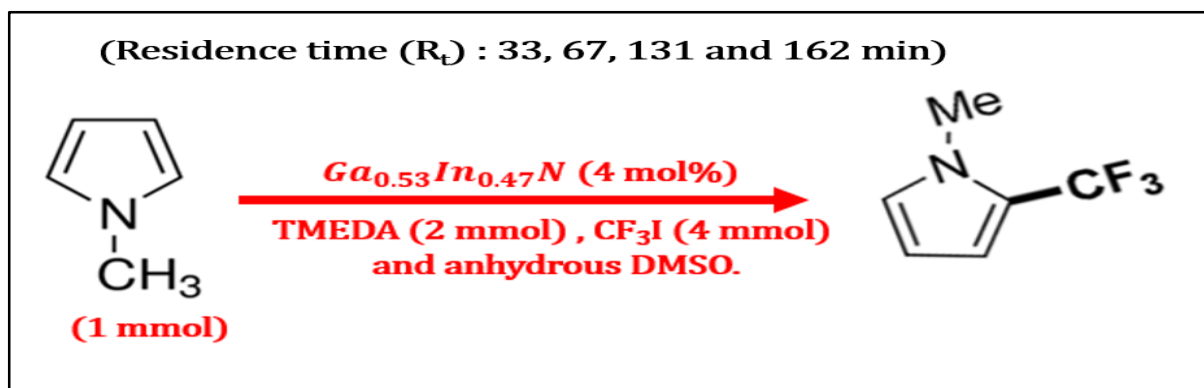 (Residence time (Rₜ) : 33, 67, 131 and 162 min)
Me
N
CF₃
N
CH₃
(1 mmol)
Ga₀.₅₃In₀.₄₇N (4 mol%)
TMEDA (2 mmol) , CF₃I (4 mmol)
and anhydrous DMSO.